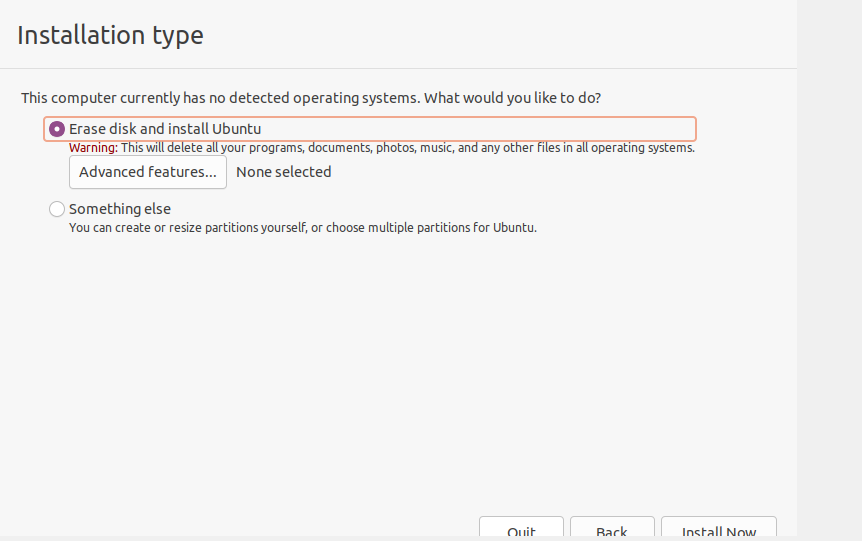 Installation type
This computer currently has no detected operating systems. What would you like to do?
Erase disk and install Ubuntu
Warning: This will delete all your programs, documents, photos, music, and any other files in all operating systems.
Advanced features... None selected
Something else
You can create or resize partitions yourself, or choose multiple partitions for Ubuntu.
Quit Back Install Now